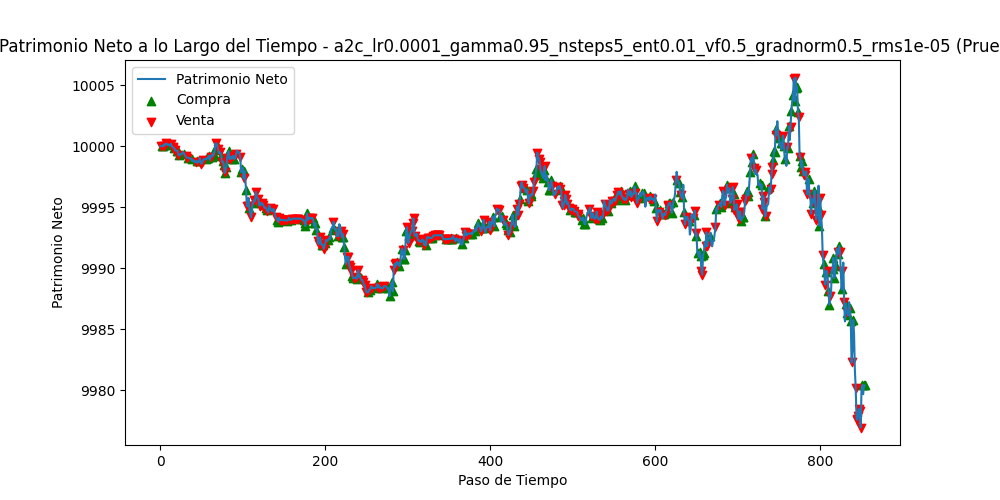 Patrimonio Neto a lo Largo del Tiempo - a2c_lr0.0001_gamma0.95_nsteps5_ent0.01_vf0.5_gradnorm0.5_rms1e-05 (Prue
Patrimonio Neto
Compra
Venta
Patrimonio Neto
10005
10000
9995
9990
9985
9980
0 200 400 600 800
Paso de Tiempo